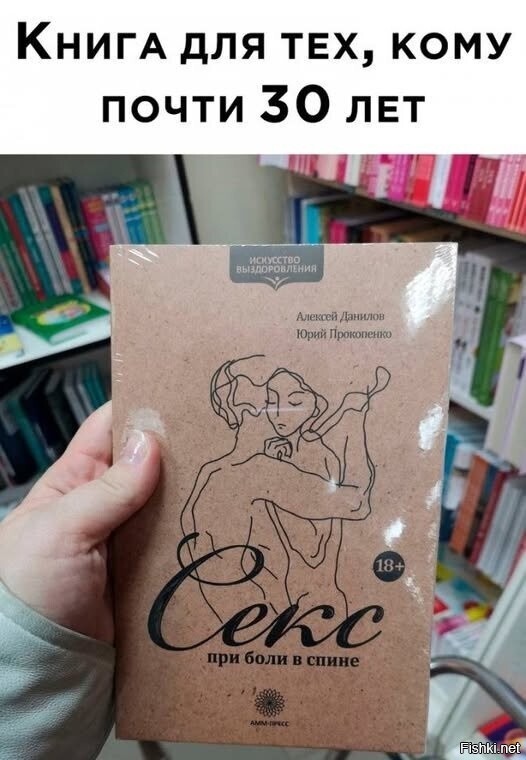 Книга для тех, кому
почти 30 лет
ИСКУССТВО
ВЫЗДОРОВЛЕНИЯ
Алексей Данилов
Юрий Прокопенко
18+
Секс
при боли в спине
АММ-ПРЕСС
Fishki.net